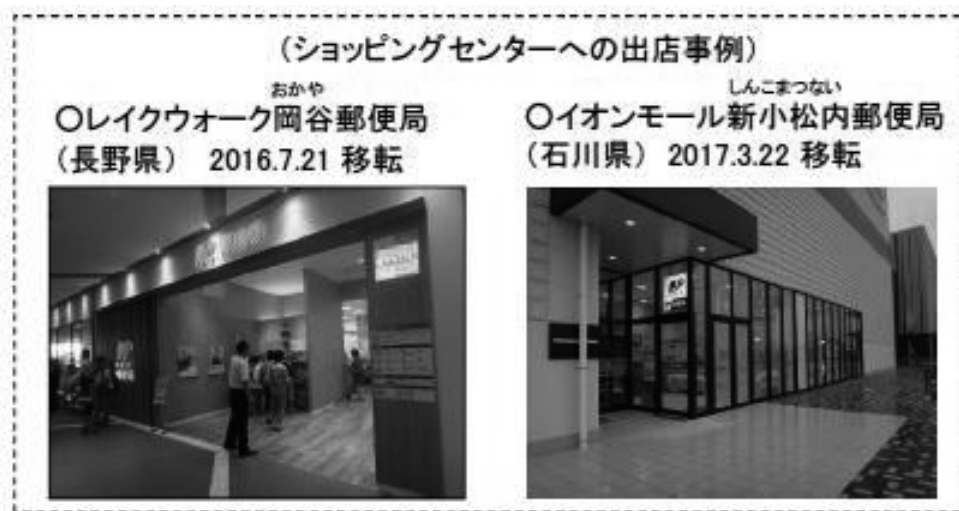 （ショッピングセンターへの出店事例）
おかや
〇レイクウォーク岡谷郵便局
（長野県） 2016.7.21 移転
しんこまつない
〇イオンモール新小松内郵便局
（石川県） 2017.3.22 移転